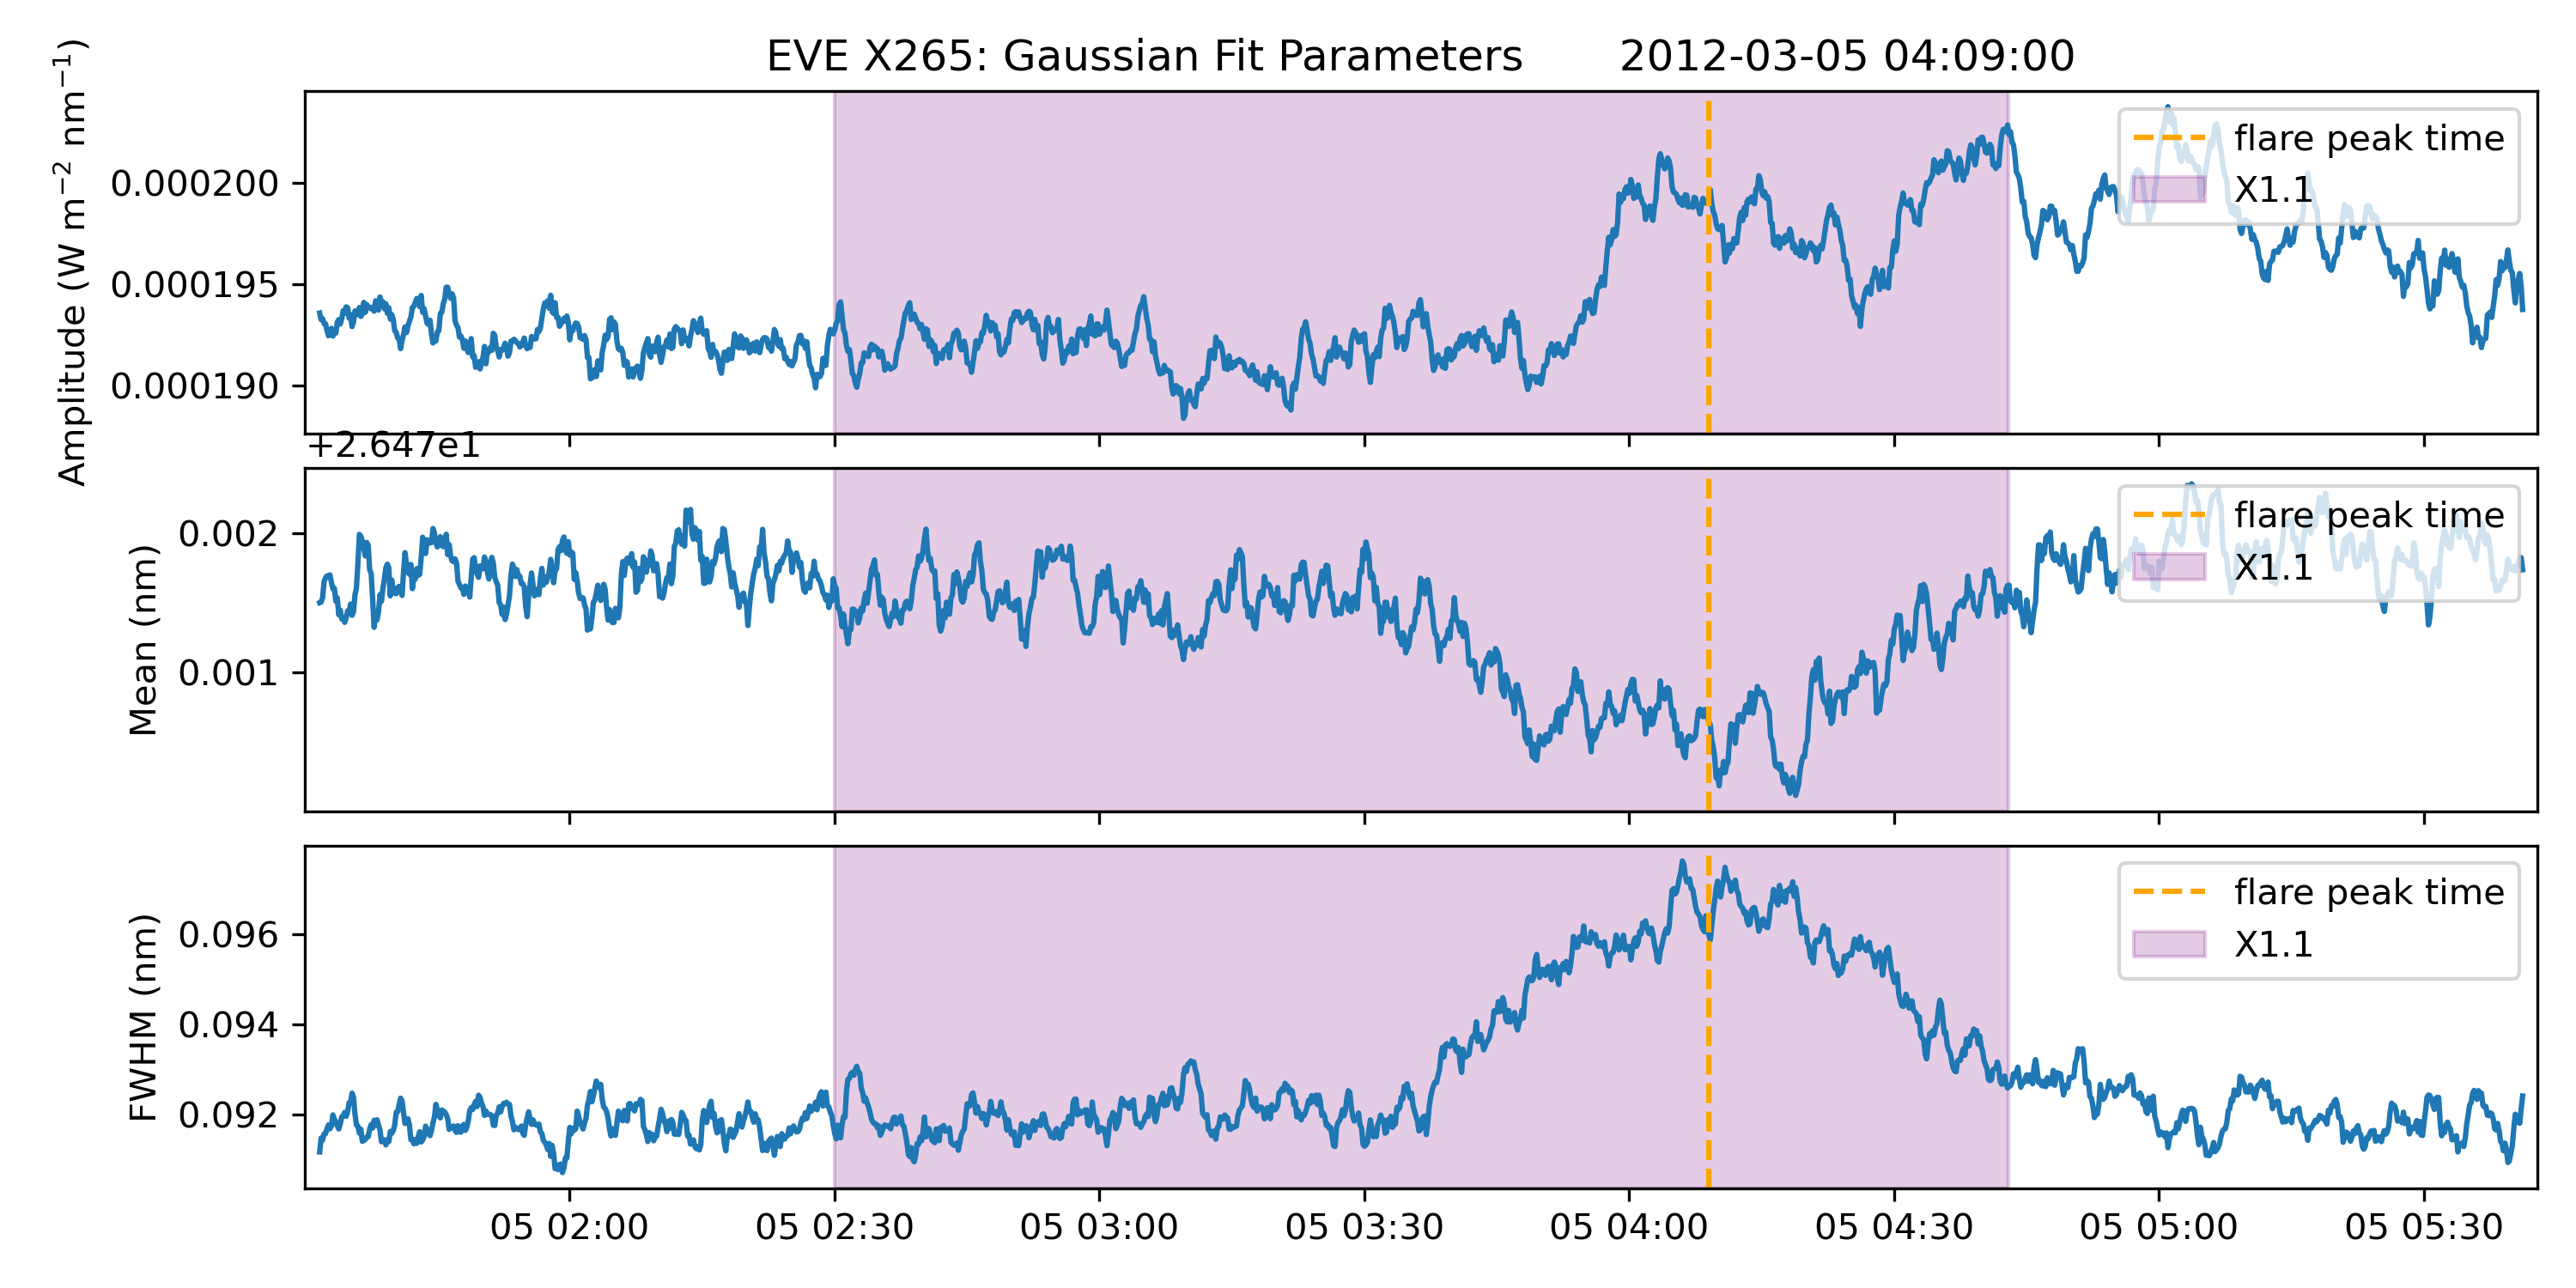 EVE X265: Gaussian Fit Parameters 2012-03-05 04:09:00
Amplitude (W m⁻² nm⁻¹)
0.000200
0.000195
0.000190
flare peak time
X1.1
+2.647e1
Mean (nm)
0.002
0.001
flare peak time
X1.1
FWHM (nm)
0.096
0.094
0.092
flare peak time
X1.1
05 02:00 05 02:30 05 03:00 05 03:30 05 04:00 05 04:30 05 05:00 05 05:30